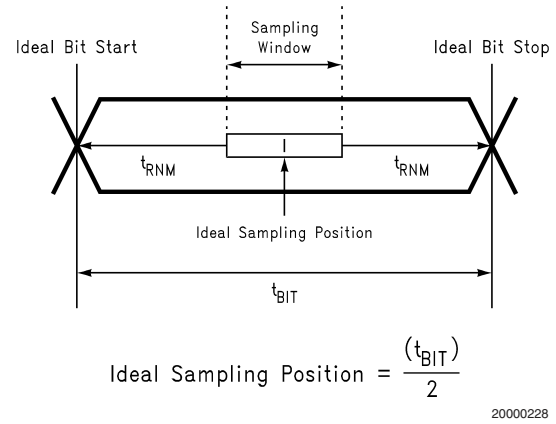 Sampling
Window
Ideal Bit Start
Ideal Bit Stop
tRNM
tRNM
Ideal Sampling Position
tBIT
Ideal Sampling Position = (tBIT) / 2
20000228